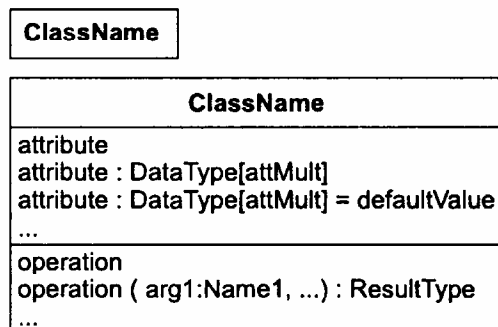 ClassName
ClassName
attribute
attribute : DataType[attMult]
attribute : DataType[attMult] = defaultValue
...
operation
operation ( arg1:Name1, ...) : ResultType
...